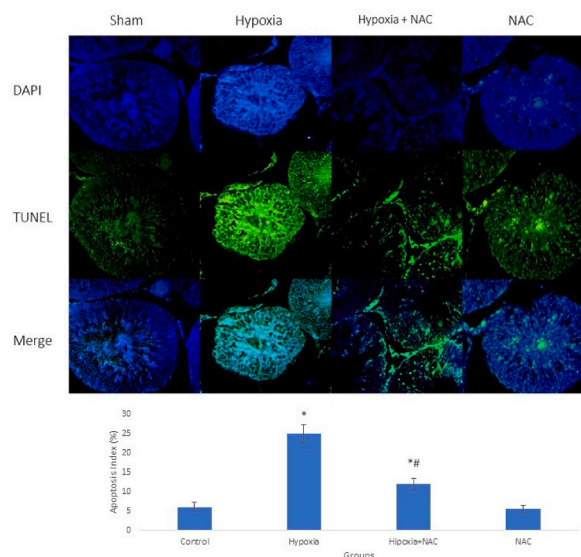 Sham Hypoxia Hypoxia + NAC NAC
DAPI
TUNEL
Merge
Apoptosis Index (%)
30
25
20
15
10
5
0
*
*#
Control Hypoxia Hipoxia+NAC NAC
Groups